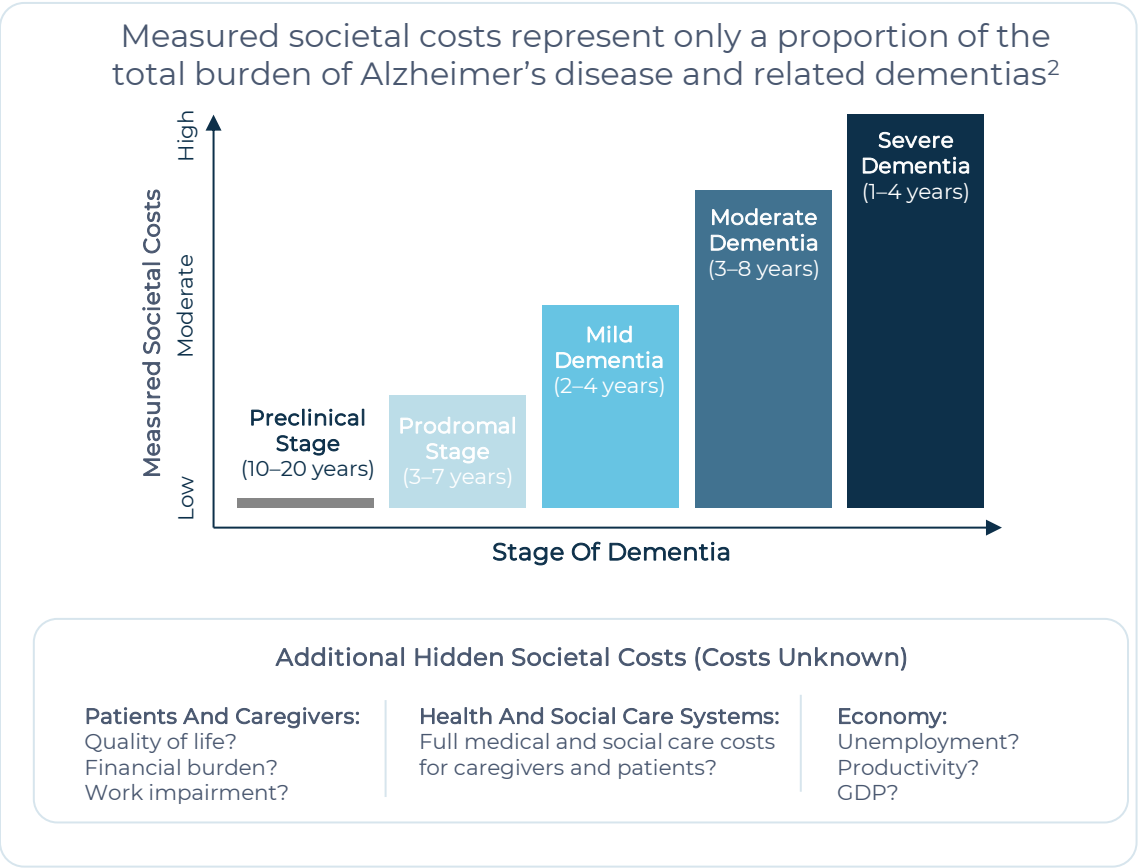 Measured societal costs represent only a proportion of the
total burden of Alzheimer’s disease and related dementias²
Measured Societal Costs
High
Moderate
Low
Preclinical
Stage
(10–20 years)
Prodromal
Stage
(3–7 years)
Mild
Dementia
(2–4 years)
Moderate
Dementia
(3–8 years)
Severe
Dementia
(1–4 years)
Stage Of Dementia
Additional Hidden Societal Costs (Costs Unknown)
Patients And Caregivers:
Quality of life?
Financial burden?
Work impairment?
Health And Social Care Systems:
Full medical and social care costs
for caregivers and patients?
Economy:
Unemployment?
Productivity?
GDP?